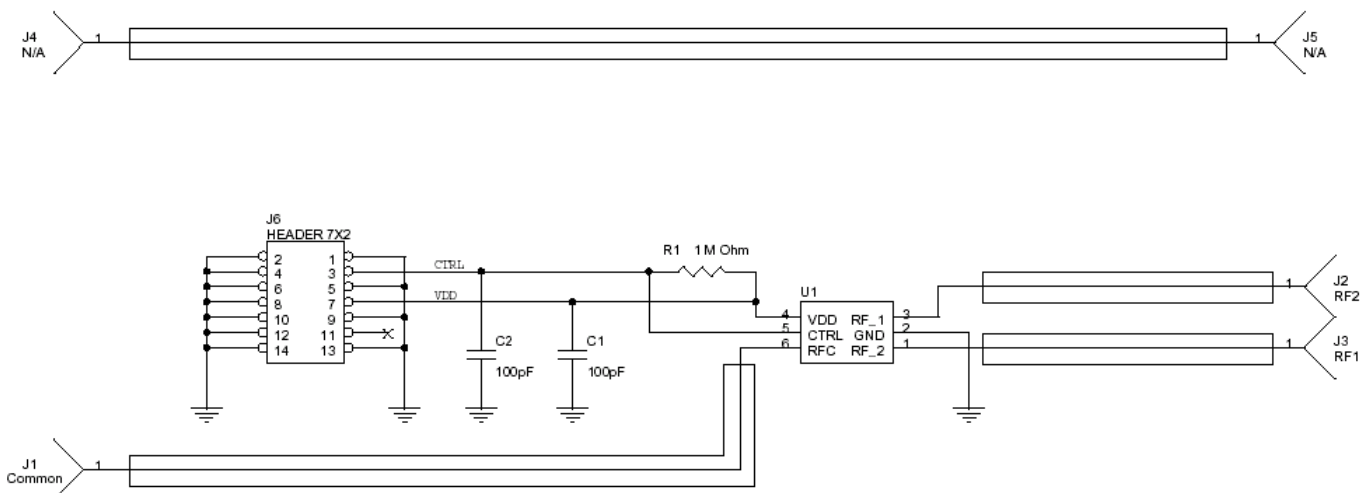 J4
N/A
1
1
J5
N/A
J6
HEADER 7X2
2 1
4 3
6 5
8 7
10 9
12 11
14 13
CTRL
VDD
R1 1M Ohm
C2
100pF
C1
100pF
U1
4 VDD RF_1 3
5 CTRL GND 2
6 RFC RF_2 1
1
J2
RF2
1
J3
RF1
J1
Common
1